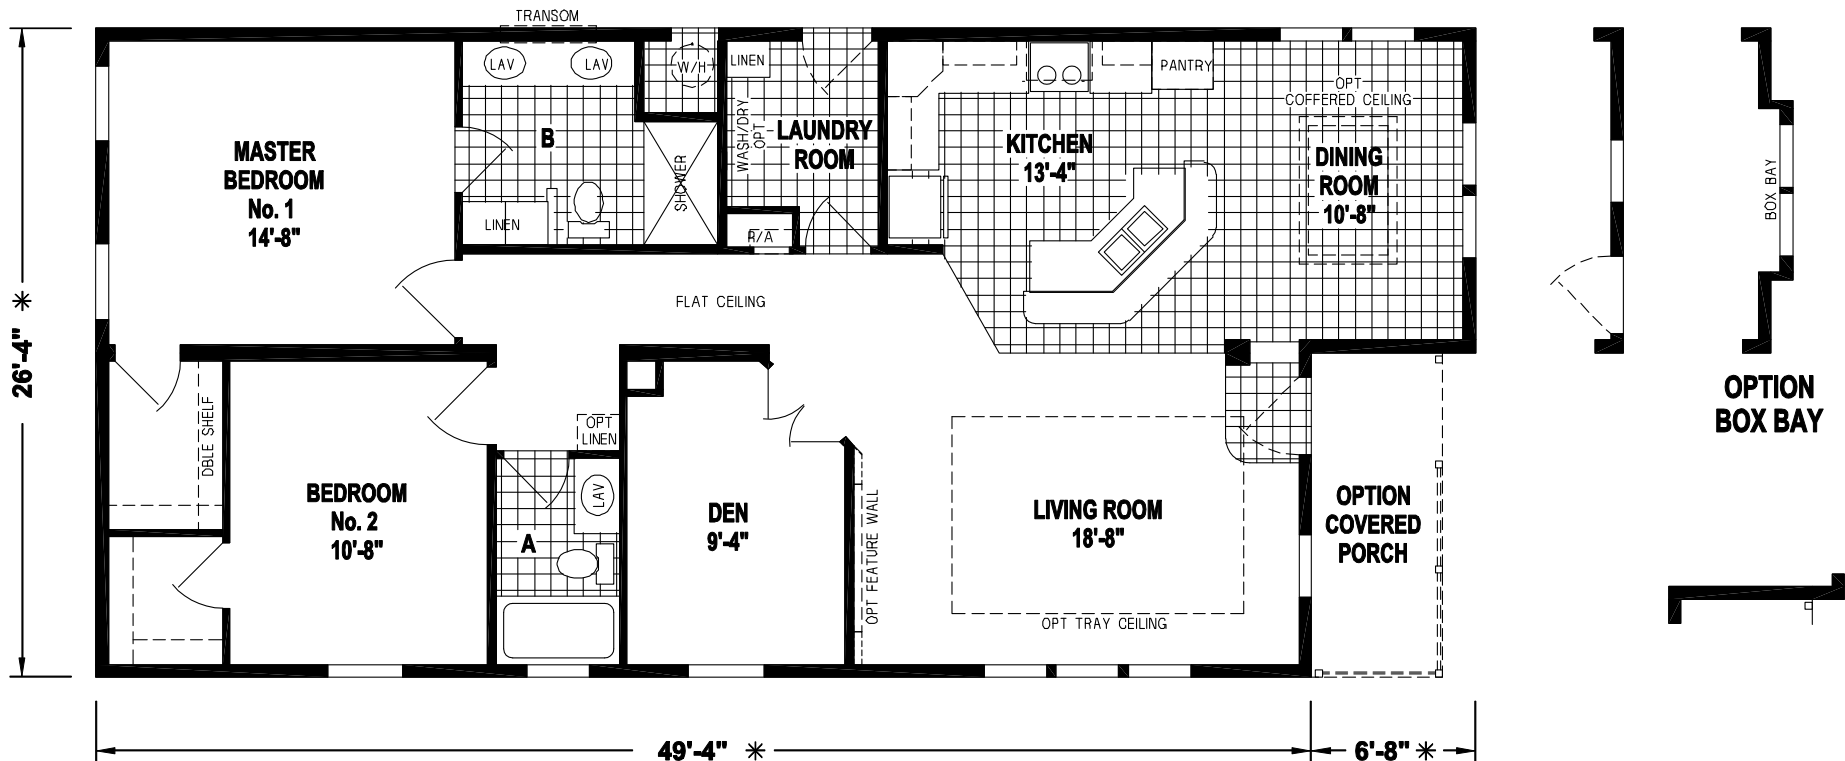 TRANSOM
LAV
LAV
W/H
LINEN
PANTRY
OPT
COFFERED CEILING
WASH/DRY
OPT
LAUNDRY
ROOM
B
KITCHEN
13'-4"
MASTER
BEDROOM
No. 1
14'-8"
DINING
ROOM
10'-8"
SHOWER
BOX BAY
LINEN
R/A
26'-4"
FLAT CEILING
OPTION
BOX BAY
DBLE SHELF
OPT
LINEN
BEDROOM
No. 2
10'-8"
LAV
A
DEN
9'-4"
OPT FEATURE WALL
LIVING ROOM
18'-8"
OPTION
COVERED
PORCH
OPT TRAY CEILING
49'-4"
6'-8"